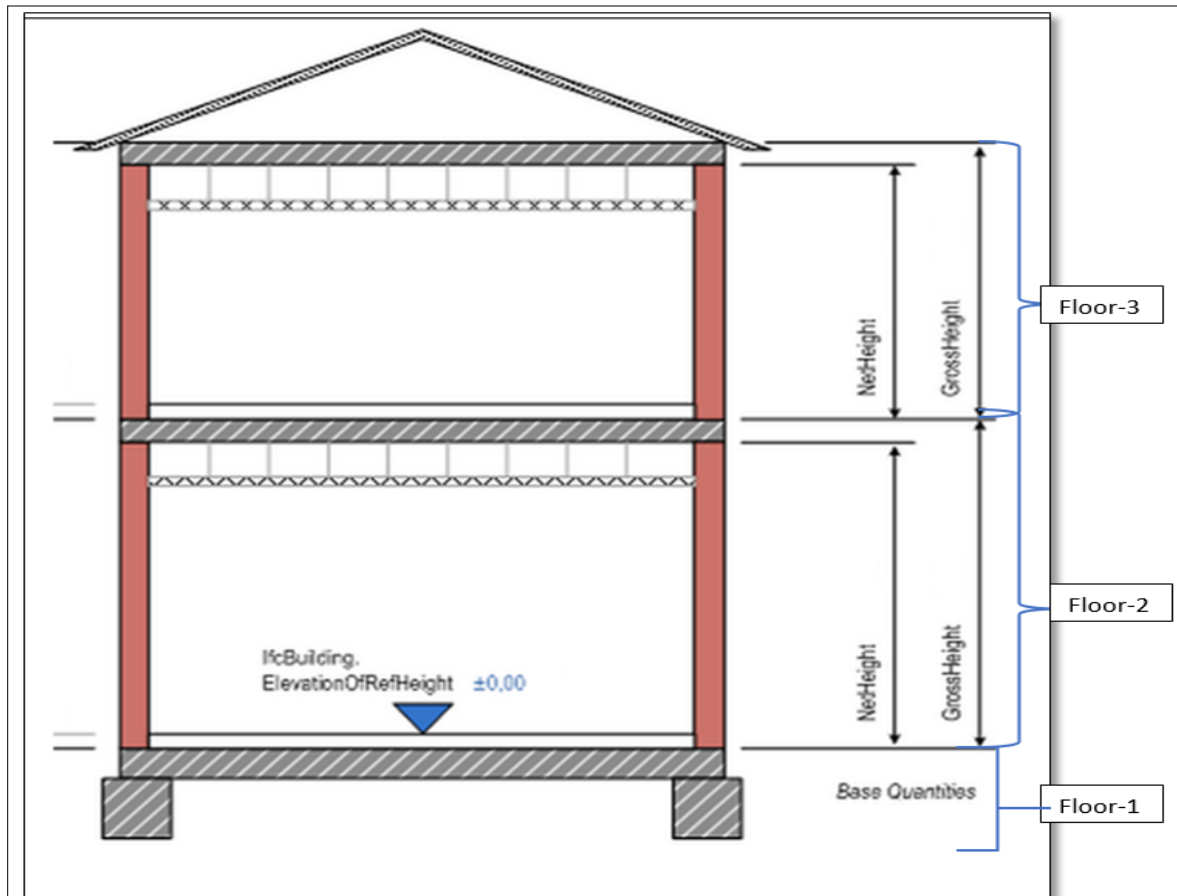 NetHeight
GrossHeight
Floor-3
NetHeight
GrossHeight
Floor-2
IfcBuilding.
ElevationOfRefHeight ±0,00
Base Quantities
Floor-1